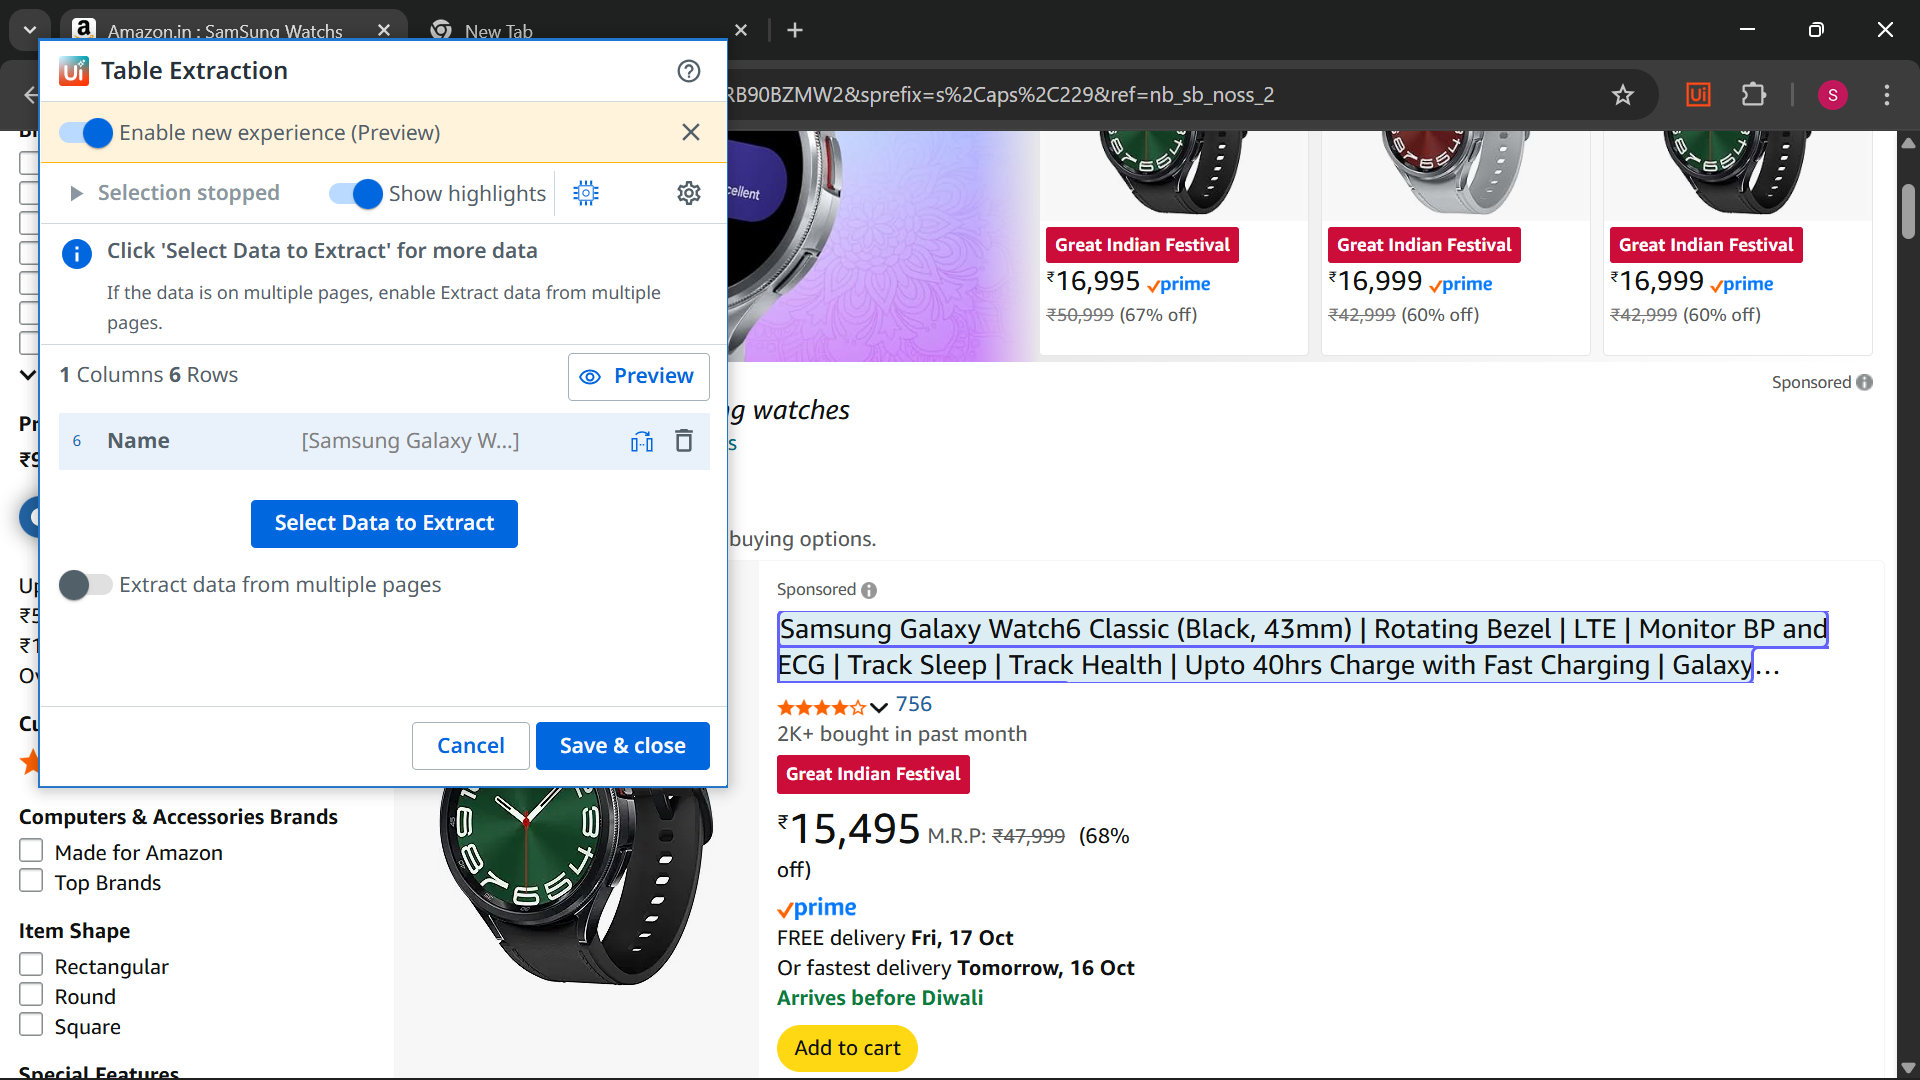 Amazon.in : SamSung Watchs
New Tab
Ui Table Extraction
RB90BZMW2&sprefix=s%2Caps%2C229&ref=nb_sb_noss_2
Ui
S
Enable new experience (Preview)
Selection stopped
Show highlights
Click 'Select Data to Extract' for more data
If the data is on multiple pages, enable Extract data from multiple
pages.
1 Columns 6 Rows
Preview
6 Name [Samsung Galaxy W...]
Select Data to Extract
Extract data from multiple pages
Cancel
Save & close
Great Indian Festival
₹16,995 prime
₹50,999 (67% off)
Great Indian Festival
₹16,999 prime
₹42,999 (60% off)
Great Indian Festival
₹16,999 prime
₹42,999 (60% off)
Sponsored
watches
buying options.
Sponsored
Samsung Galaxy Watch6 Classic (Black, 43mm) | Rotating Bezel | LTE | Monitor BP and
ECG | Track Sleep | Track Health | Upto 40hrs Charge with Fast Charging | Galaxy...
756
2K+ bought in past month
Great Indian Festival
₹15,495 M.R.P: ₹47,999 (68%
off)
prime
FREE delivery Fri, 17 Oct
Or fastest delivery Tomorrow, 16 Oct
Arrives before Diwali
Add to cart
Computers & Accessories Brands
Made for Amazon
Top Brands
Item Shape
Rectangular
Round
Square
Special Features